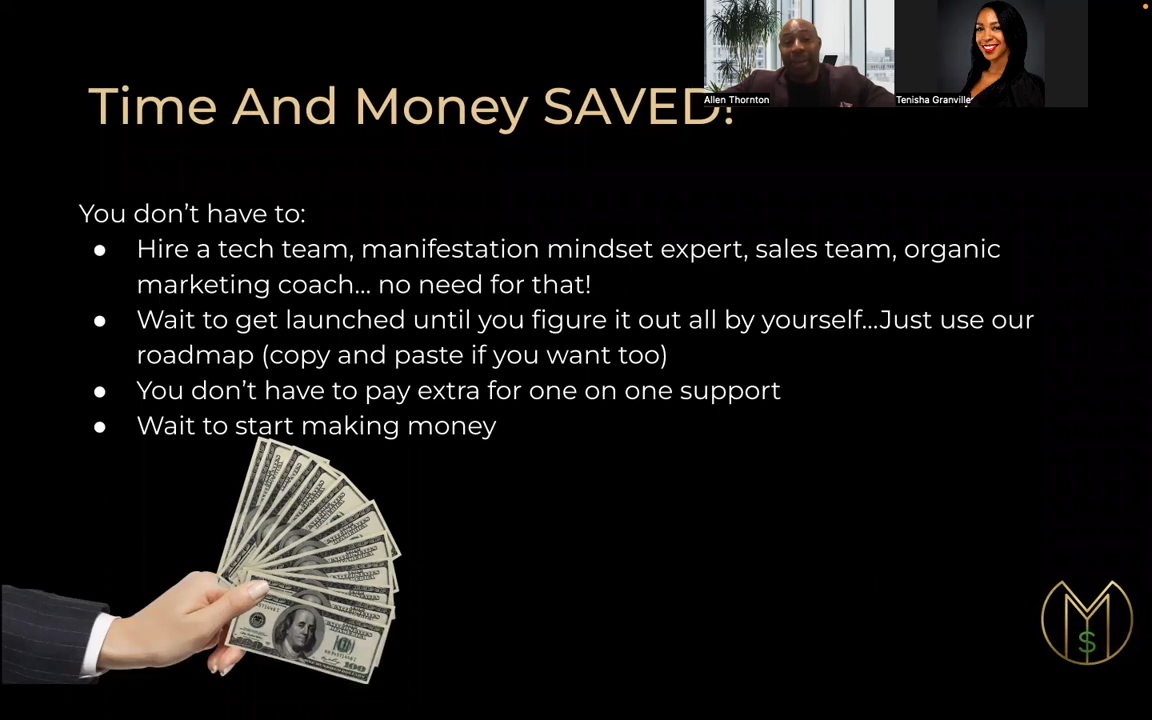 Allen Thornton
Tenisha Granville
Time And Money SAVED!
You don't have to:
● Hire a tech team, manifestation mindset expert, sales team, organic
marketing coach... no need for that!
● Wait to get launched until you figure it out all by yourself...Just use our
roadmap (copy and paste if you want too)
● You don't have to pay extra for one on one support
● Wait to start making money
100
M
$